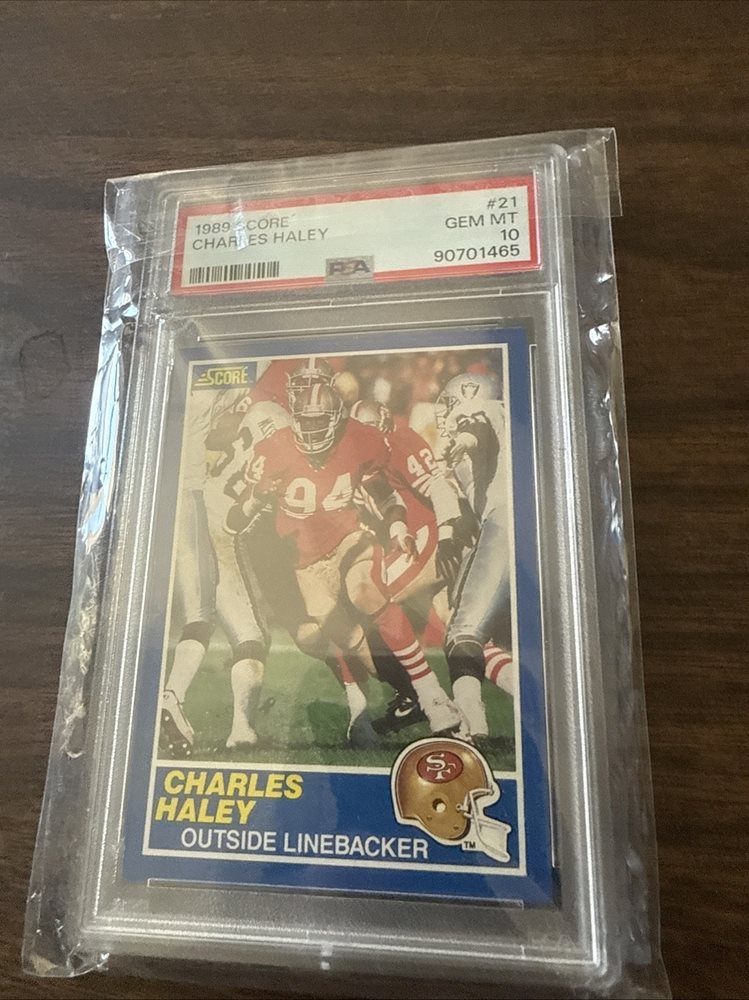 1989 SCORE
CHARLES HALEY
#21
GEM MT
10
90701465
PSA
SCORE
94
42
CHARLES
HALEY
OUTSIDE LINEBACKER
SF
TM